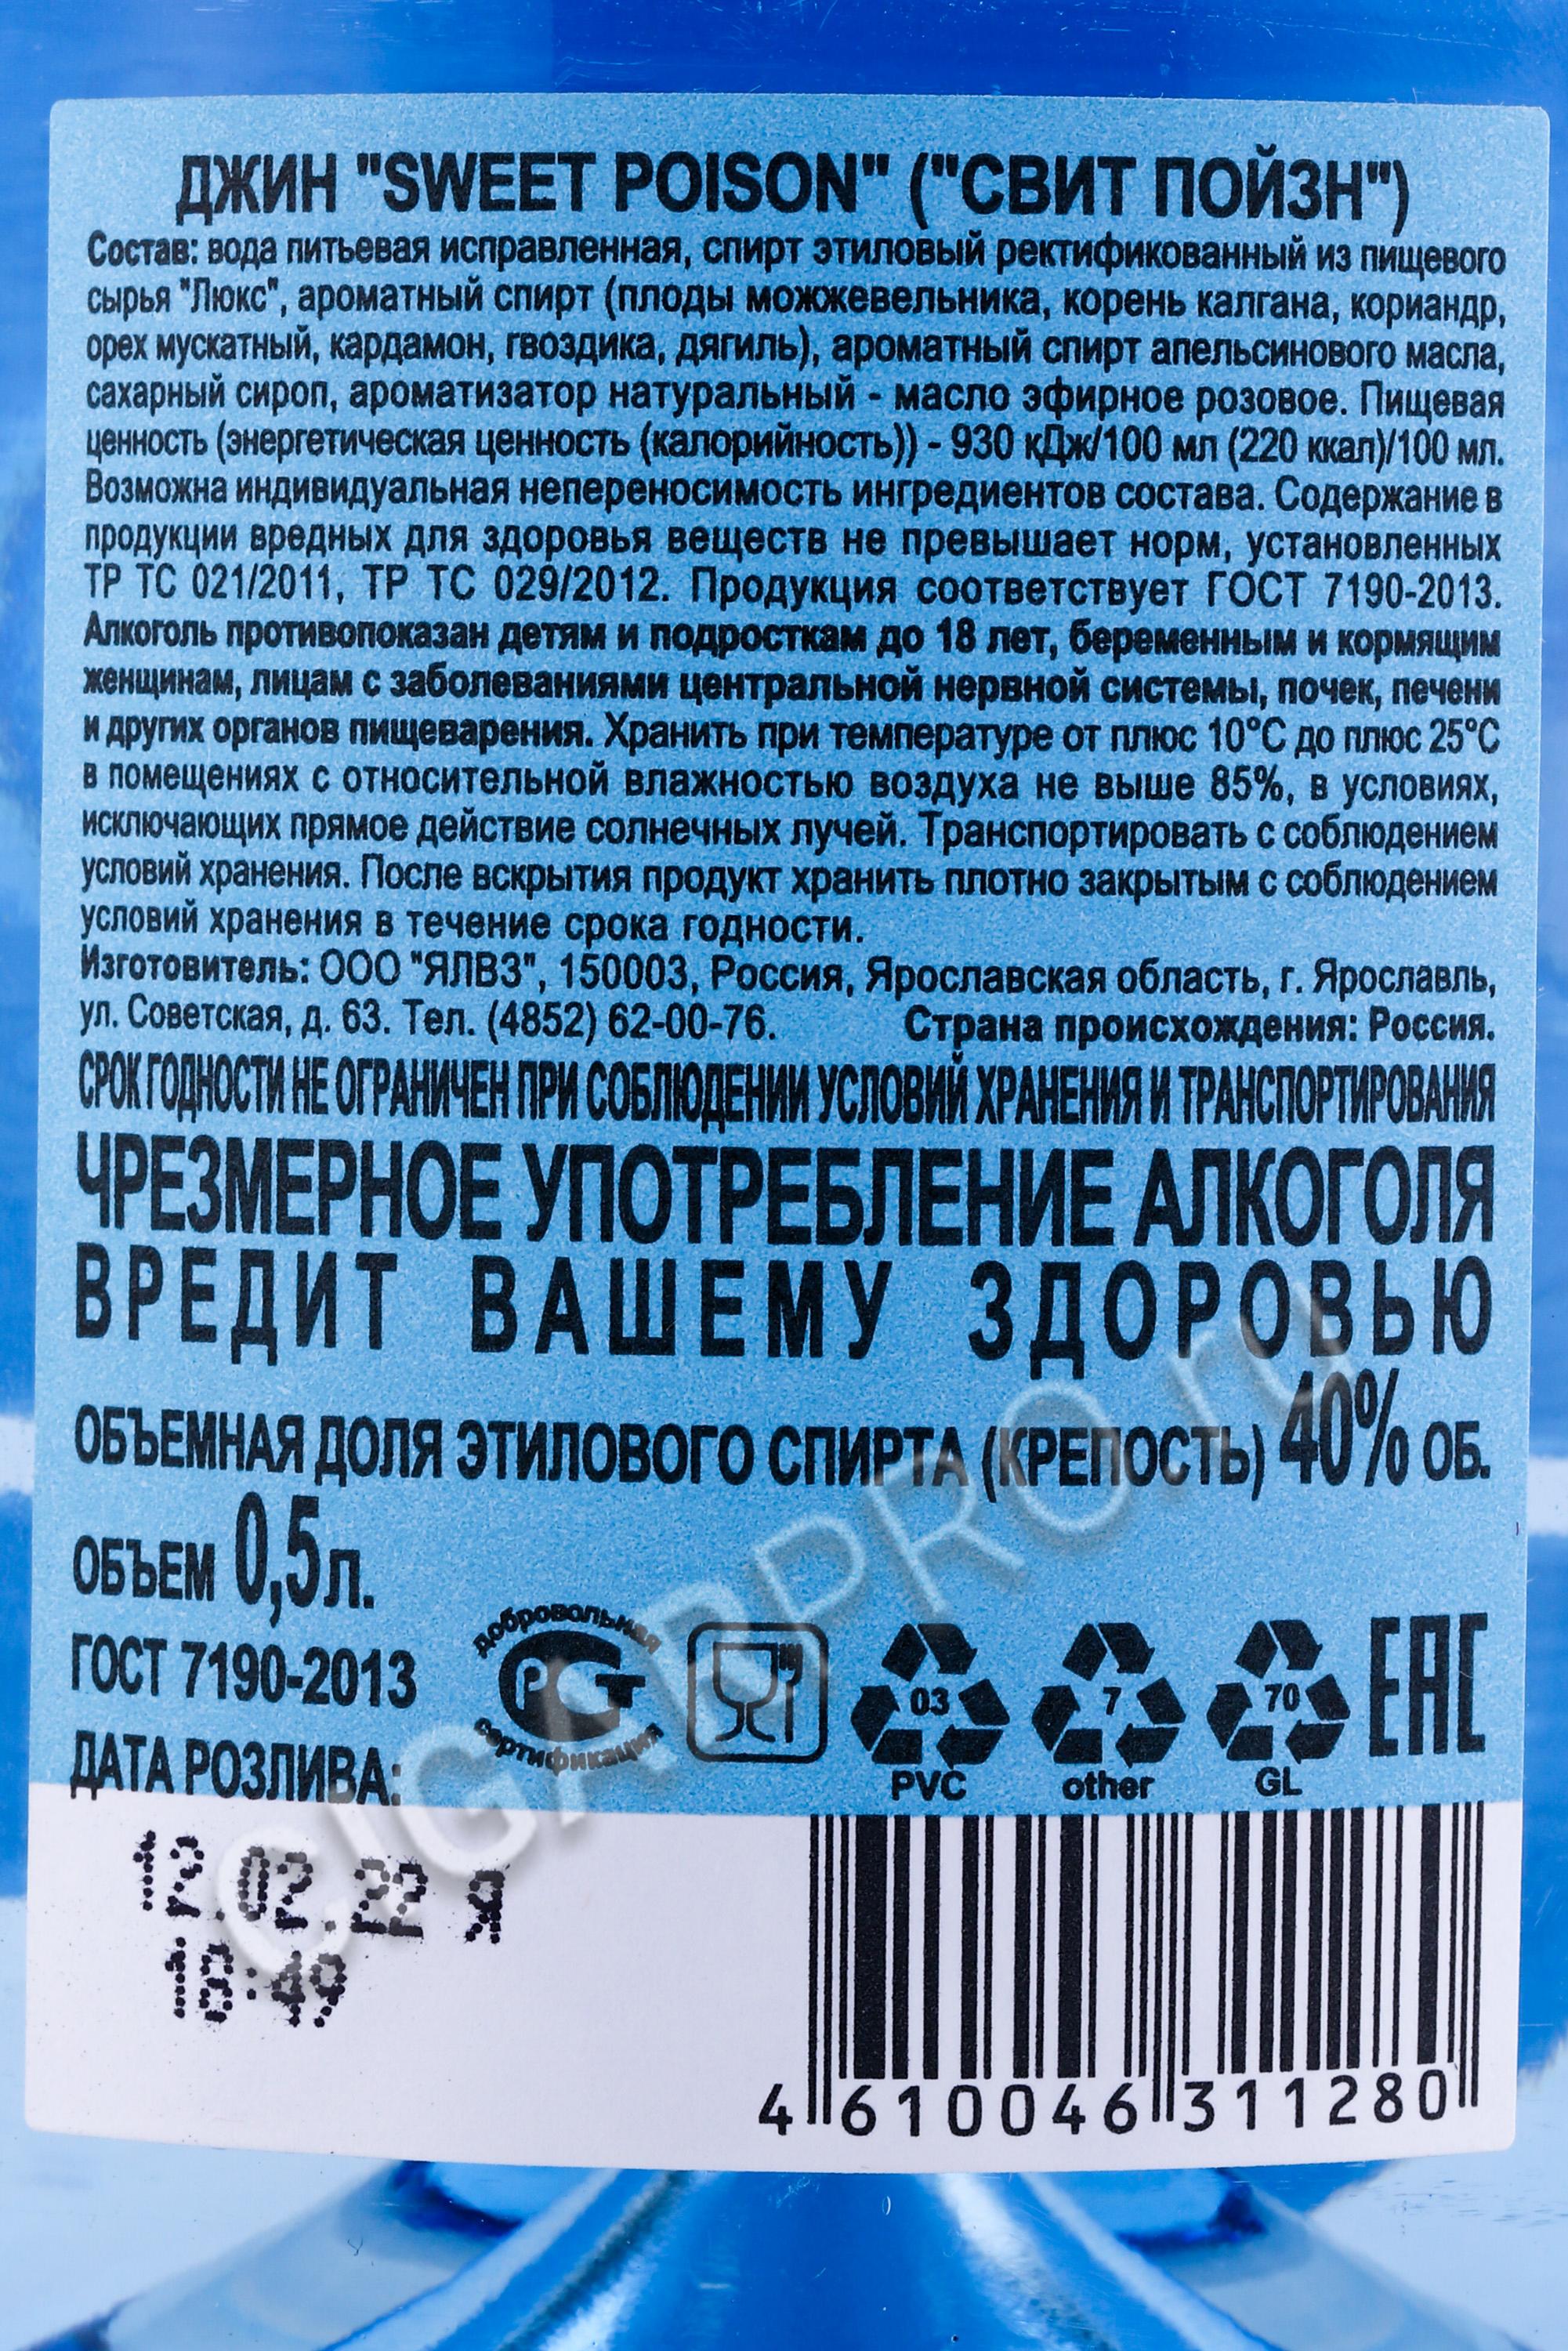 ДЖИН "SWEET POISON" ("СВИТ ПОЙЗН")
Состав: вода питьевая исправленная, спирт этиловый ректификованный из пищевого
сырья "Люкс", ароматный спирт (плоды можжевельника, корень калгана, кориандр,
орех мускатный, кардамон, гвоздика, дягиль), ароматный спирт апельсинового масла,
сахарный сироп, ароматизатор натуральный - масло эфирное розовое. Пищевая
ценность (энергетическая ценность (калорийность)) - 930 кДж/100 мл (220 ккал)/100 мл.
Возможна индивидуальная непереносимость ингредиентов состава. Содержание в
продукции вредных для здоровья веществ не превышает норм, установленных
ТР ТС 021/2011, ТР ТС 029/2012. Продукция соответствует ГОСТ 7190-2013.
Алкоголь противопоказан детям и подросткам до 18 лет, беременным и кормящим
женщинам, лицам с заболеваниями центральной нервной системы, почек, печени
и других органов пищеварения. Хранить при температуре от плюс 10°С до плюс 25°С
в помещениях с относительной влажностью воздуха не выше 85%, в условиях,
исключающих прямое действие солнечных лучей. Транспортировать с соблюдением
условий хранения. После вскрытия продукт хранить плотно закрытым с соблюдением
условий хранения в течение срока годности.
Изготовитель: ООО "ЯЛВЗ", 150003, Россия, Ярославская область, г. Ярославль,
ул. Советская, д. 63. Тел. (4852) 62-00-76. Страна происхождения: Россия.
СРОК ГОДНОСТИ НЕ ОГРАНИЧЕН ПРИ СОБЛЮДЕНИИ УСЛОВИЙ ХРАНЕНИЯ И ТРАНСПОРТИРОВАНИЯ
ЧРЕЗМЕРНОЕ УПОТРЕБЛЕНИЕ АЛКОГОЛЯ
ВРЕДИТ ВАШЕМУ ЗДОРОВЬЮ
ОБЪЕМНАЯ ДОЛЯ ЭТИЛОВОГО СПИРТА (КРЕПОСТЬ) 40% ОБ.
ОБЪЕМ 0,5л.
ГОСТ 7190-2013
ДАТА РОЗЛИВА:
добровольная
РСТ
сертификация
03
PVC
7
other
70
GL
EAC
12.02.22 Я
18:49
4 610046 311280
CIGARPRO.ru